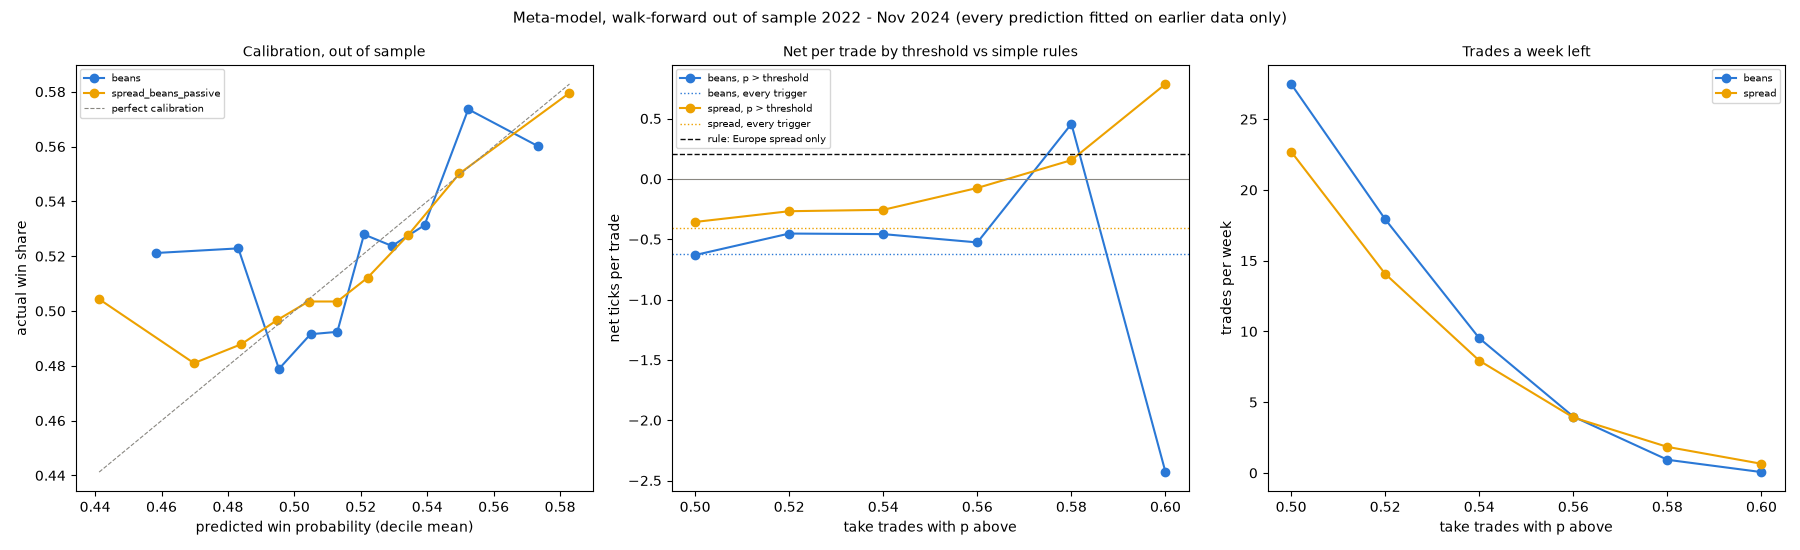 Meta-model, walk-forward out of sample 2022 - Nov 2024 (every prediction fitted on earlier data only)
Calibration, out of sample
beans
spread_beans_passive
perfect calibration
actual win share
0.58
0.56
0.54
0.52
0.50
0.48
0.46
0.44
0.44 0.46 0.48 0.50 0.52 0.54 0.56 0.58
predicted win probability (decile mean)
Net per trade by threshold vs simple rules
beans, p > threshold
beans, every trigger
spread, p > threshold
spread, every trigger
rule: Europe spread only
net ticks per trade
0.5
0.0
−0.5
−1.0
−1.5
−2.0
−2.5
0.50 0.52 0.54 0.56 0.58 0.60
take trades with p above
Trades a week left
beans
spread
trades per week
25
20
15
10
5
0
0.50 0.52 0.54 0.56 0.58 0.60
take trades with p above